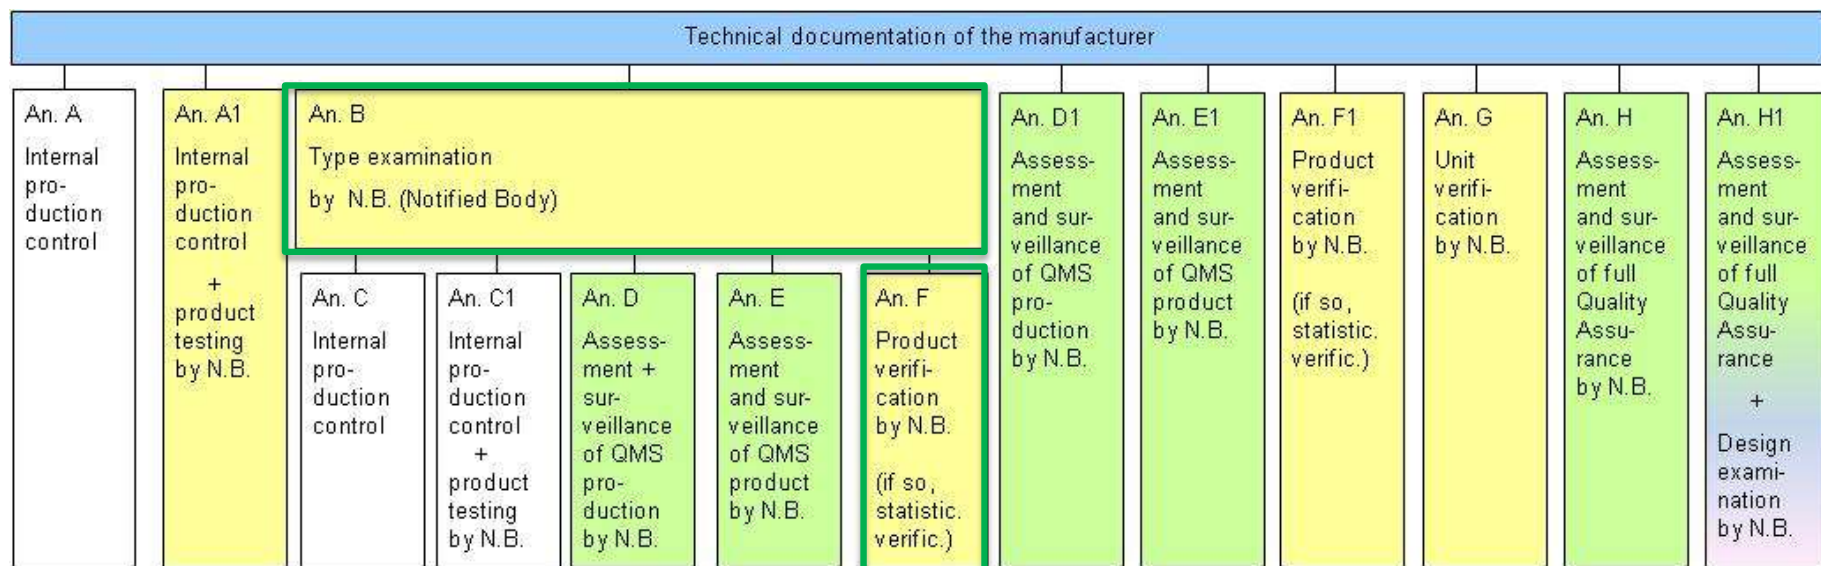 Technical documentation of the manufacturer
An. A
Internal
pro-
duction
control
An. A1
Internal
pro-
duction
control
+
product
testing
by N.B.
An. B
Type examination
by N.B. (Notified Body)
An. C
Internal
pro-
duction
control
An. C1
Internal
pro-
duction
control
+
product
testing
by N.B.
An. D
Assess-
ment +
sur-
veillance
of QMS
pro-
duction
by N.B.
An. E
Assess-
ment
and sur-
veillance
of QMS
product
by N.B.
An. F
Product
verifi-
cation
by N.B.
(if so,
statistic.
verific.)
An. D1
Assess-
ment
and sur-
veillance
of QMS
pro-
duction
by N.B.
An. E1
Assess-
ment
and sur-
veillance
of QMS
product
by N.B.
An. F1
Product
verifi-
cation
by N.B.
(if so,
statistic.
verific.)
An. G
Unit
verifi-
cation
by N.B.
An. H
Assess-
ment
and sur-
veillance
of full
Quality
Assu-
rance
by N.B.
An. H1
Assess-
ment
and sur-
veillance
of full
Quality
Assu-
rance
+
Design
exami-
nation
by N.B.